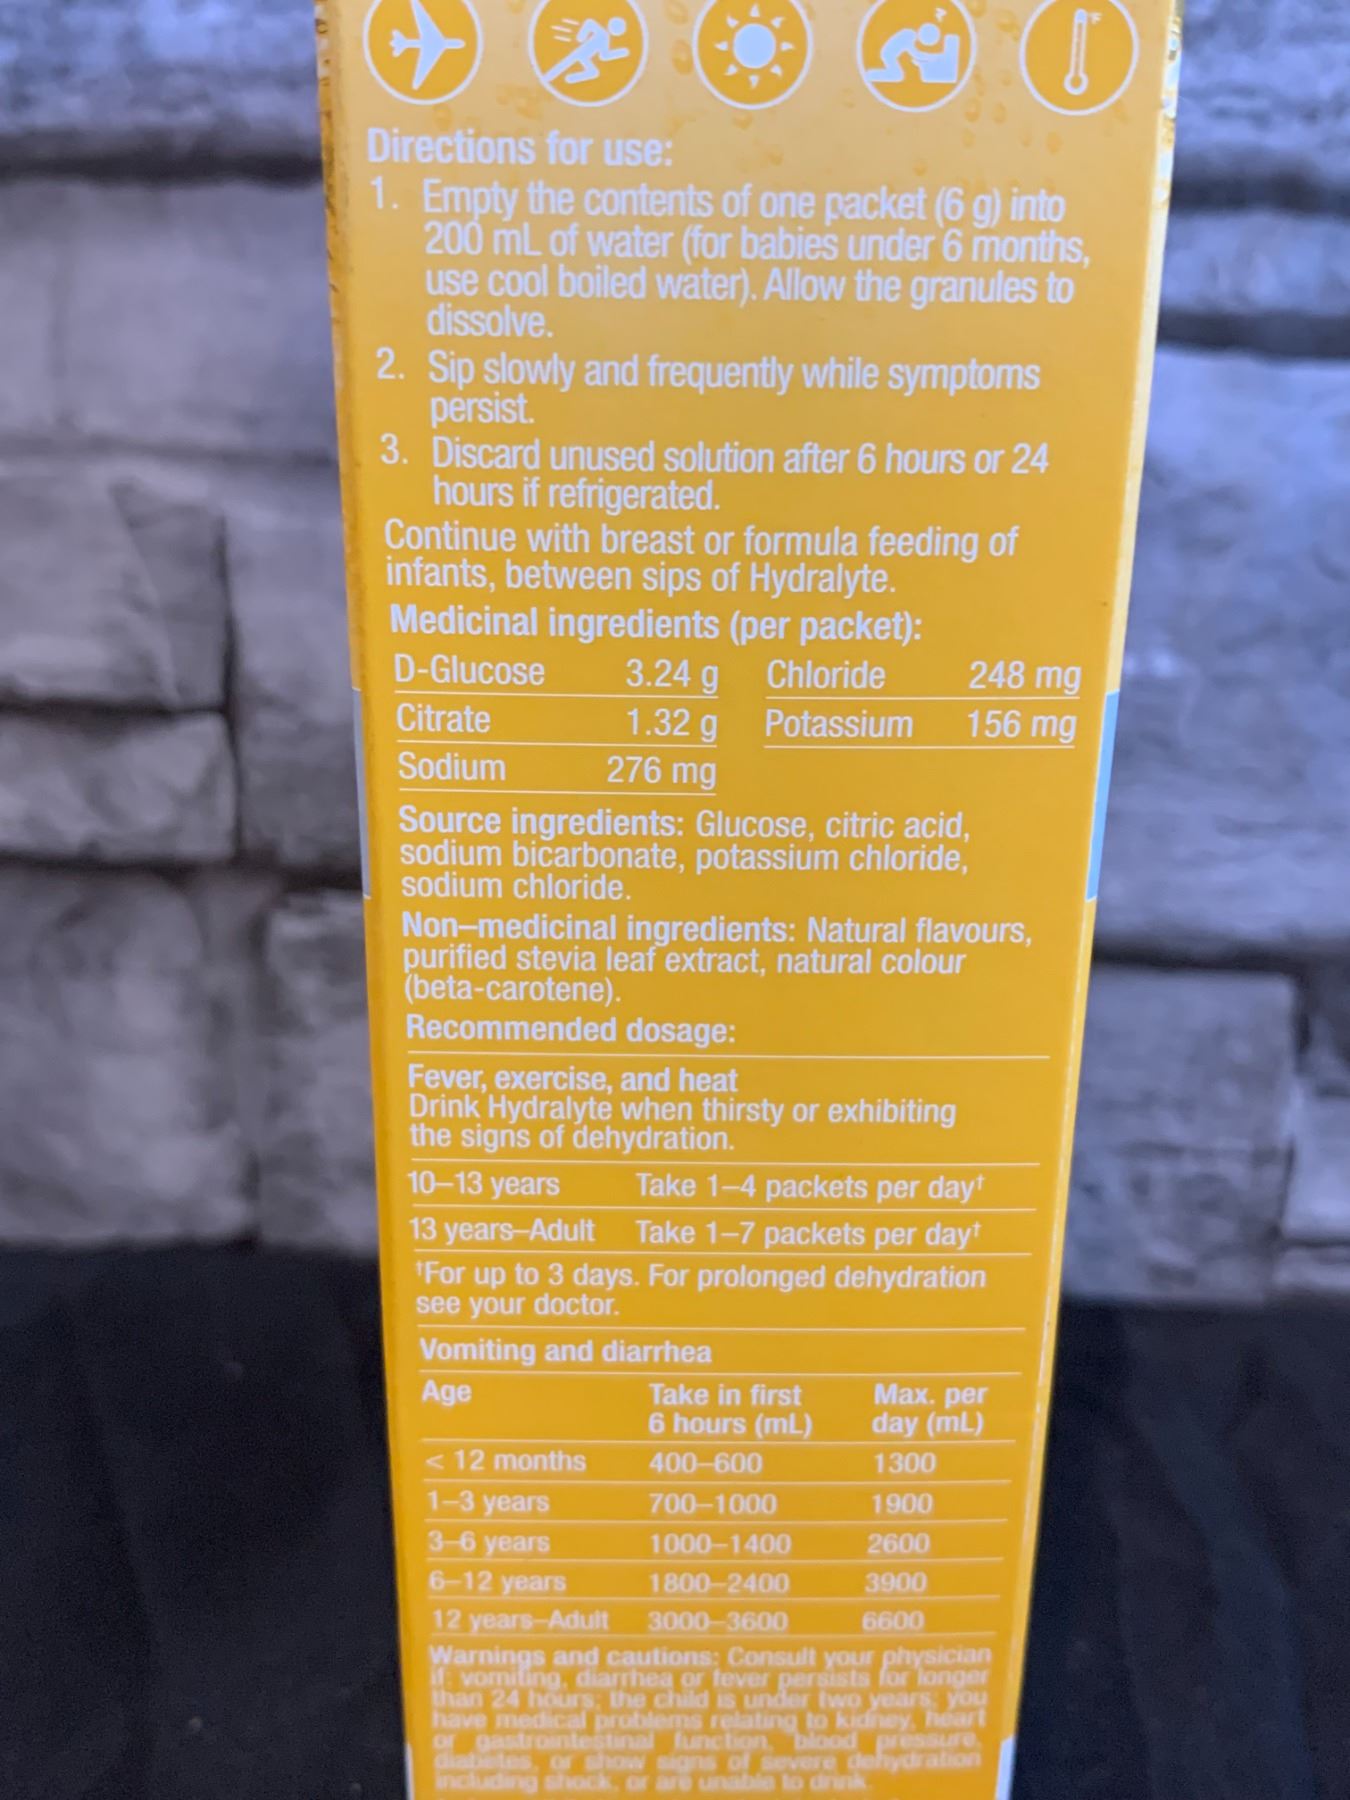 Directions for use:
1. Empty the contents of one packet (6 g) into
200 mL of water (for babies under 6 months,
use cool boiled water). Allow the granules to
dissolve.
2. Sip slowly and frequently while symptoms
persist.
3. Discard unused solution after 6 hours or 24
hours if refrigerated.
Continue with breast or formula feeding of
infants, between sips of Hydralyte.
Medicinal ingredients (per packet):
D-Glucose 3.24 g Chloride 248 mg
Citrate 1.32 g Potassium 156 mg
Sodium 276 mg
Source ingredients: Glucose, citric acid,
sodium bicarbonate, potassium chloride,
sodium chloride.
Non–medicinal ingredients: Natural flavours,
purified stevia leaf extract, natural colour
(beta-carotene).
Recommended dosage:
Fever, exercise, and heat
Drink Hydralyte when thirsty or exhibiting
the signs of dehydration.
10–13 years Take 1–4 packets per day†
13 years–Adult Take 1–7 packets per day†
†For up to 3 days. For prolonged dehydration
see your doctor.
Vomiting and diarrhea
Age Take in first Max. per
6 hours (mL) day (mL)
< 12 months 400–600 1300
1–3 years 700–1000 1900
3–6 years 1000–1400 2600
6–12 years 1800–2400 3900
12 years–Adult 3000–3600 6600
Warnings and cautions: Consult your physician
if: vomiting, diarrhea or fever persists for longer
than 24 hours; the child is under two years; you
have medical problems relating to kidney, heart
or gastrointestinal function, blood pressure,
diabetes, or show signs of severe dehydration
including shock, or are unable to drink.